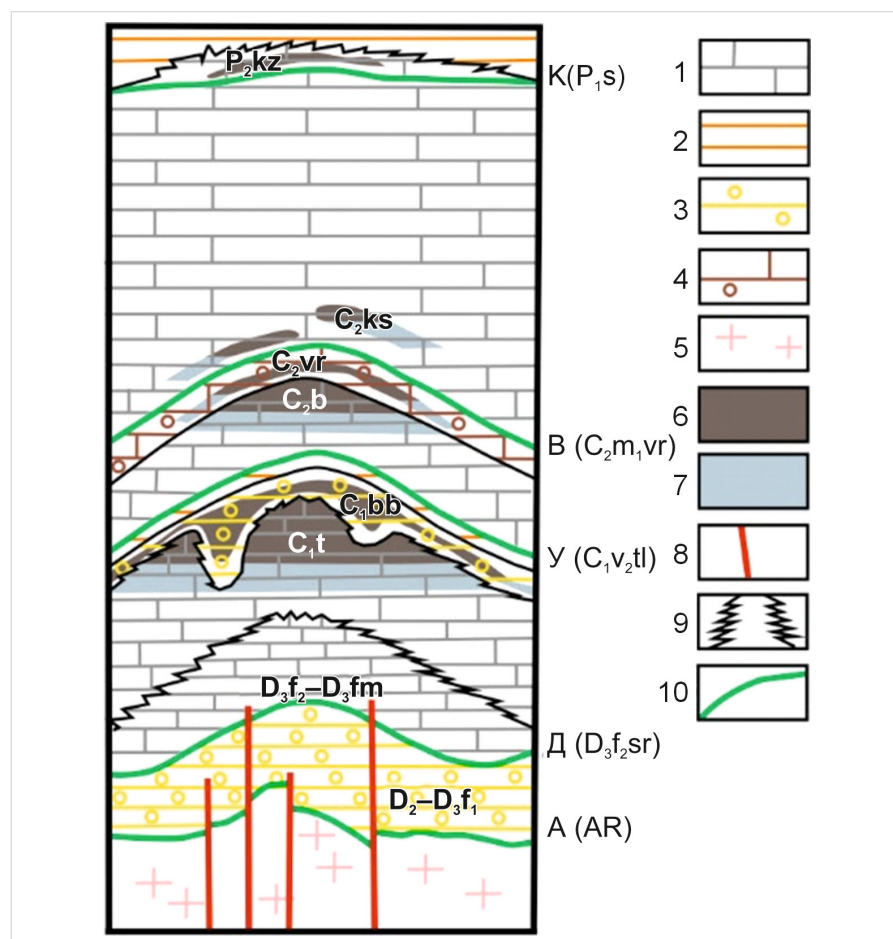 P₂kz
K(P₁s)
C₂ks
C₂vr
C₂b
B (C₂m₁vr)
C₁bb
C₁t
У (C₁v₂tl)
D₃f₂–D₃fm
Д (D₃f₂sr)
D₂–D₃f₁
A (AR)
1
2
3
4
5
6
7
8
9
10